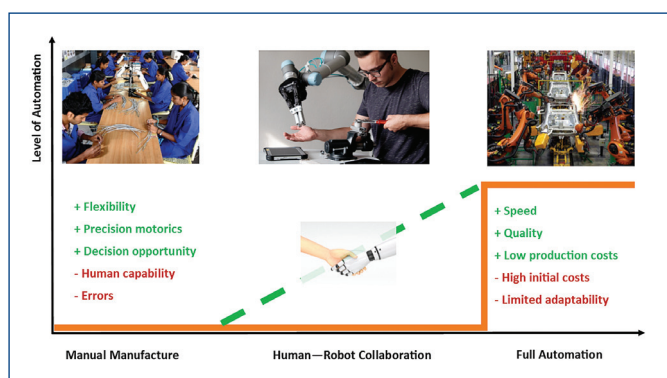 Level of Automation
+ Flexibility
+ Precision motorics
+ Decision opportunity
- Human capability
- Errors
+ Speed
+ Quality
+ Low production costs
- High initial costs
- Limited adaptability
Manual Manufacture
Human—Robot Collaboration
Full Automation